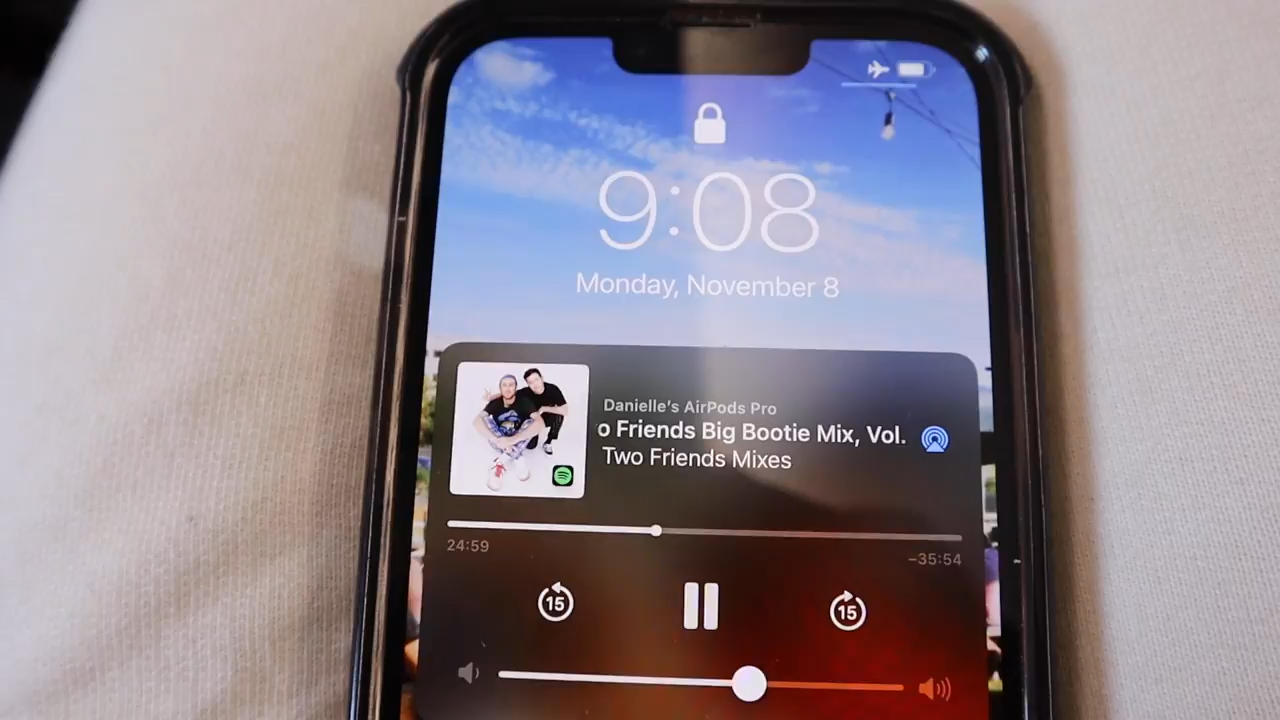 9:08
Monday, November 8
Danielle's AirPods Pro
o Friends Big Bootie Mix, Vol.
Two Friends Mixes
24:59
−35:54
15
15